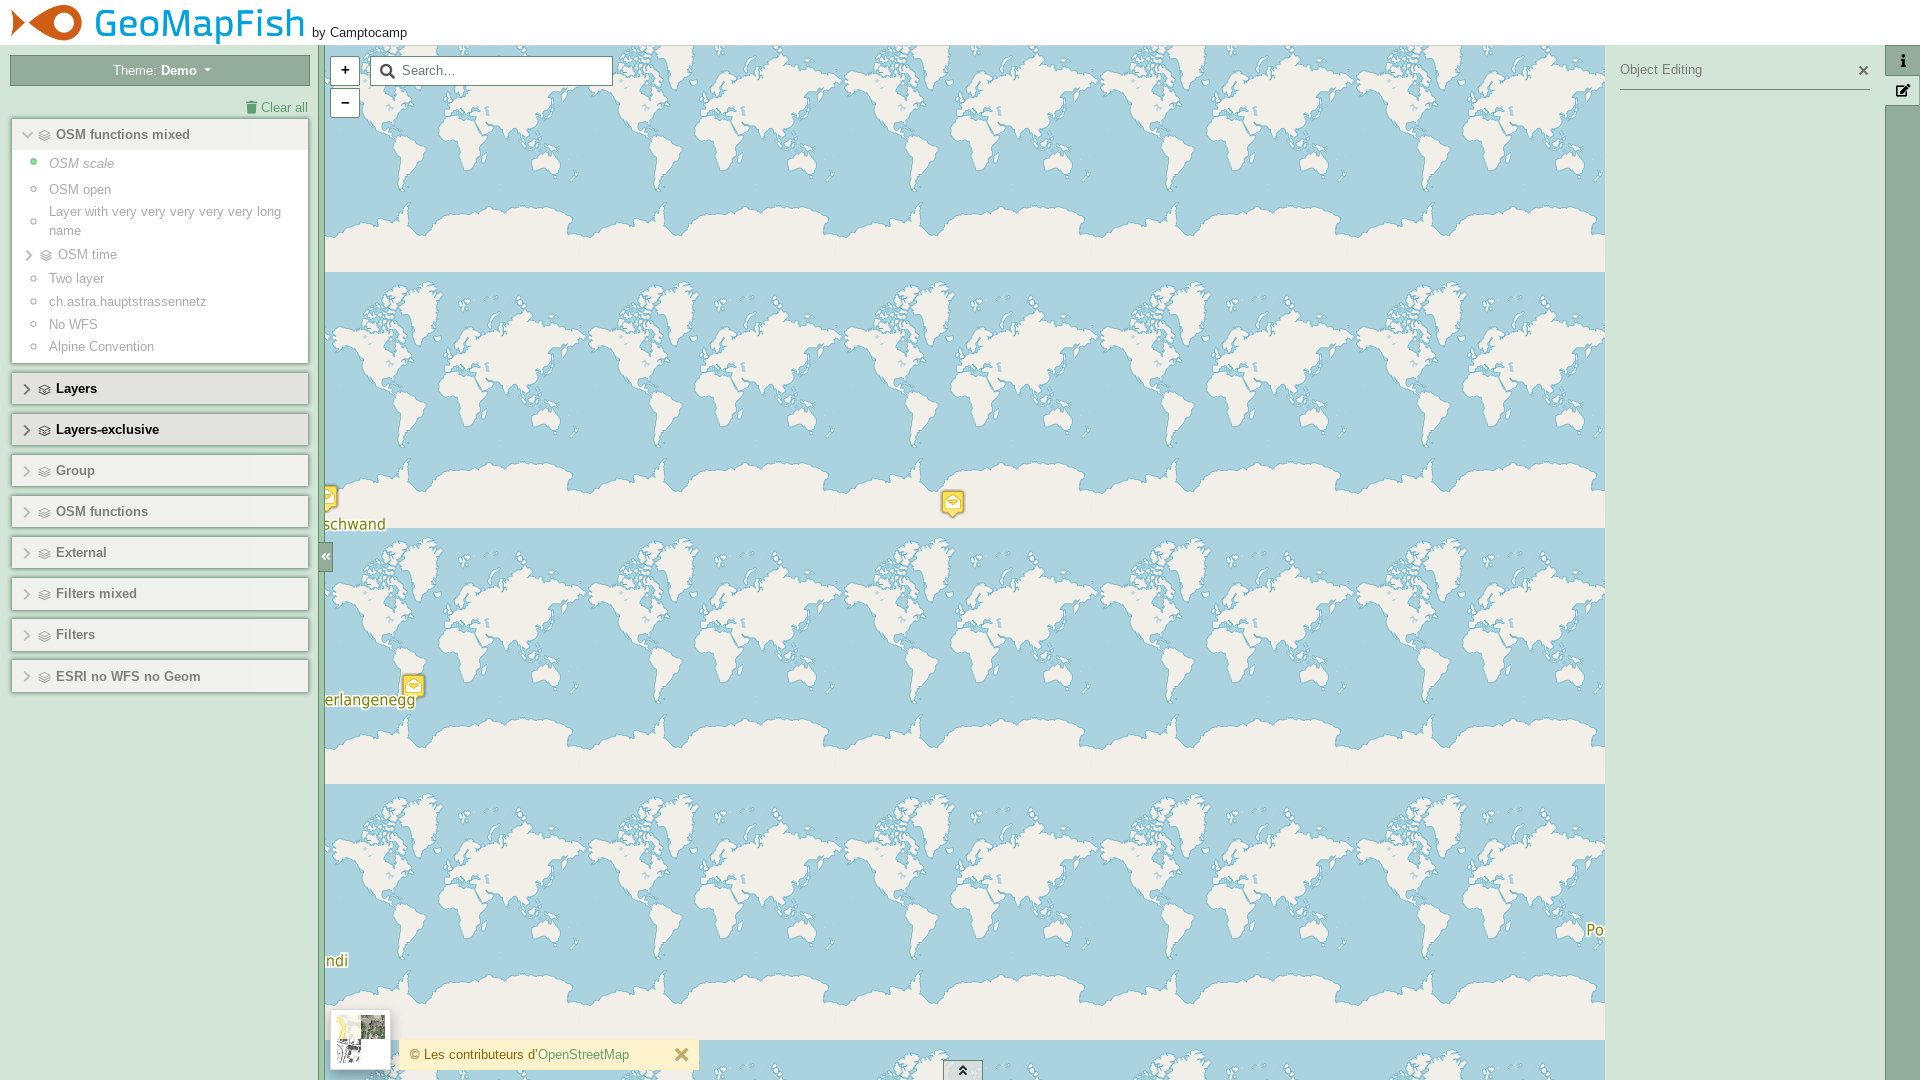 GeoMapFish by Camptocamp
Theme: Demo
Clear all
OSM functions mixed
OSM scale
OSM open
Layer with very very very very very long
name
OSM time
Two layer
ch.astra.hauptstrassennetz
No WFS
Alpine Convention
Layers
Layers-exclusive
Group
OSM functions
External
Filters mixed
Filters
ESRI no WFS no Geom
+
Search…
−
schwand
erlangenegg
ndi
Po
© Les contributeurs d’OpenStreetMap
Object Editing